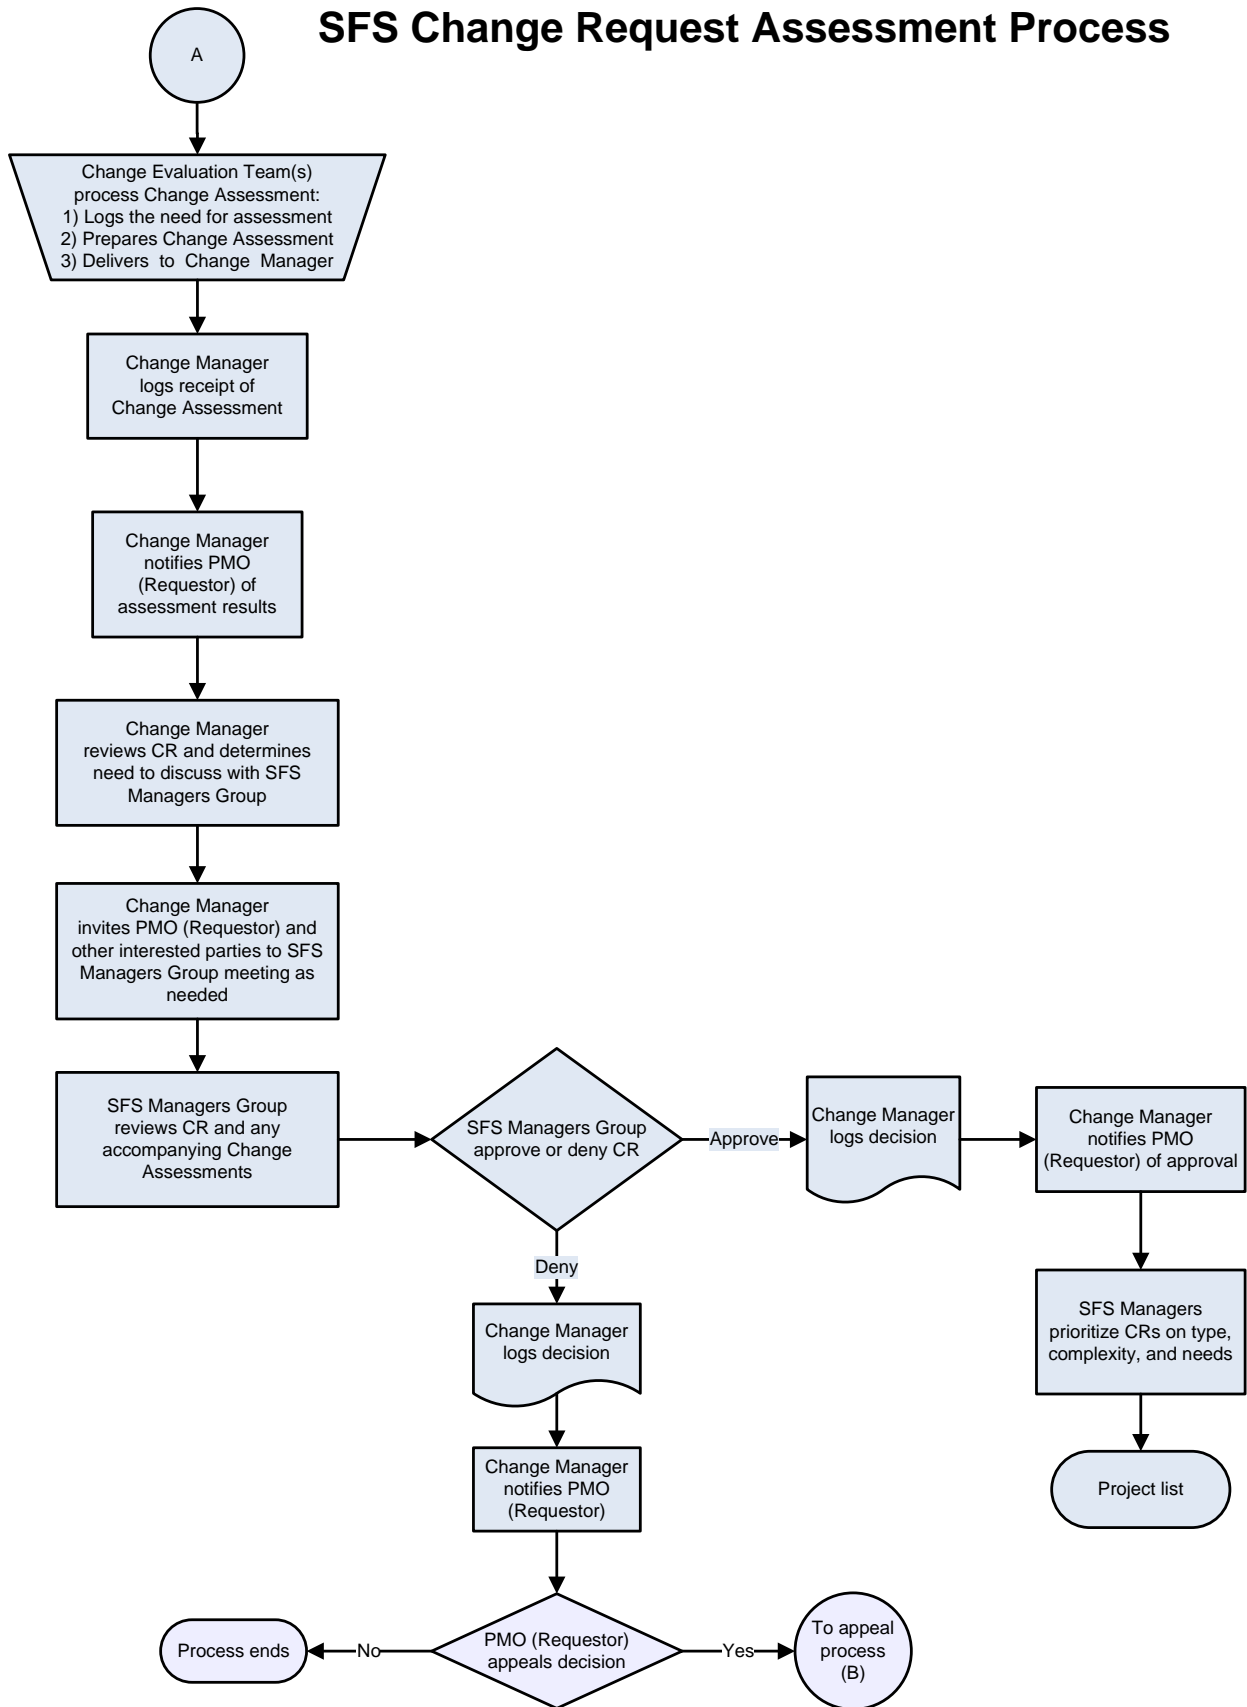 SFS Change Request Assessment Process
A
Change Evaluation Team(s)
process Change Assessment:
1) Logs the need for assessment
2) Prepares Change Assessment
3) Delivers to Change Manager
Change Manager
logs receipt of
Change Assessment
Change Manager
notifies PMO
(Requestor) of
assessment results
Change Manager
reviews CR and determines
need to discuss with SFS
Managers Group
Change Manager
invites PMO (Requestor) and
other interested parties to SFS
Managers Group meeting as
needed
SFS Managers Group
reviews CR and any
accompanying Change
Assessments
SFS Managers Group
approve or deny CR
Approve
Change Manager
logs decision
Change Manager
notifies PMO
(Requestor) of approval
SFS Managers
prioritize CRs on type,
complexity, and needs
Project list
Deny
Change Manager
logs decision
Change Manager
notifies PMO
(Requestor)
PMO (Requestor)
appeals decision
No
Process ends
Yes
To appeal
process
(B)